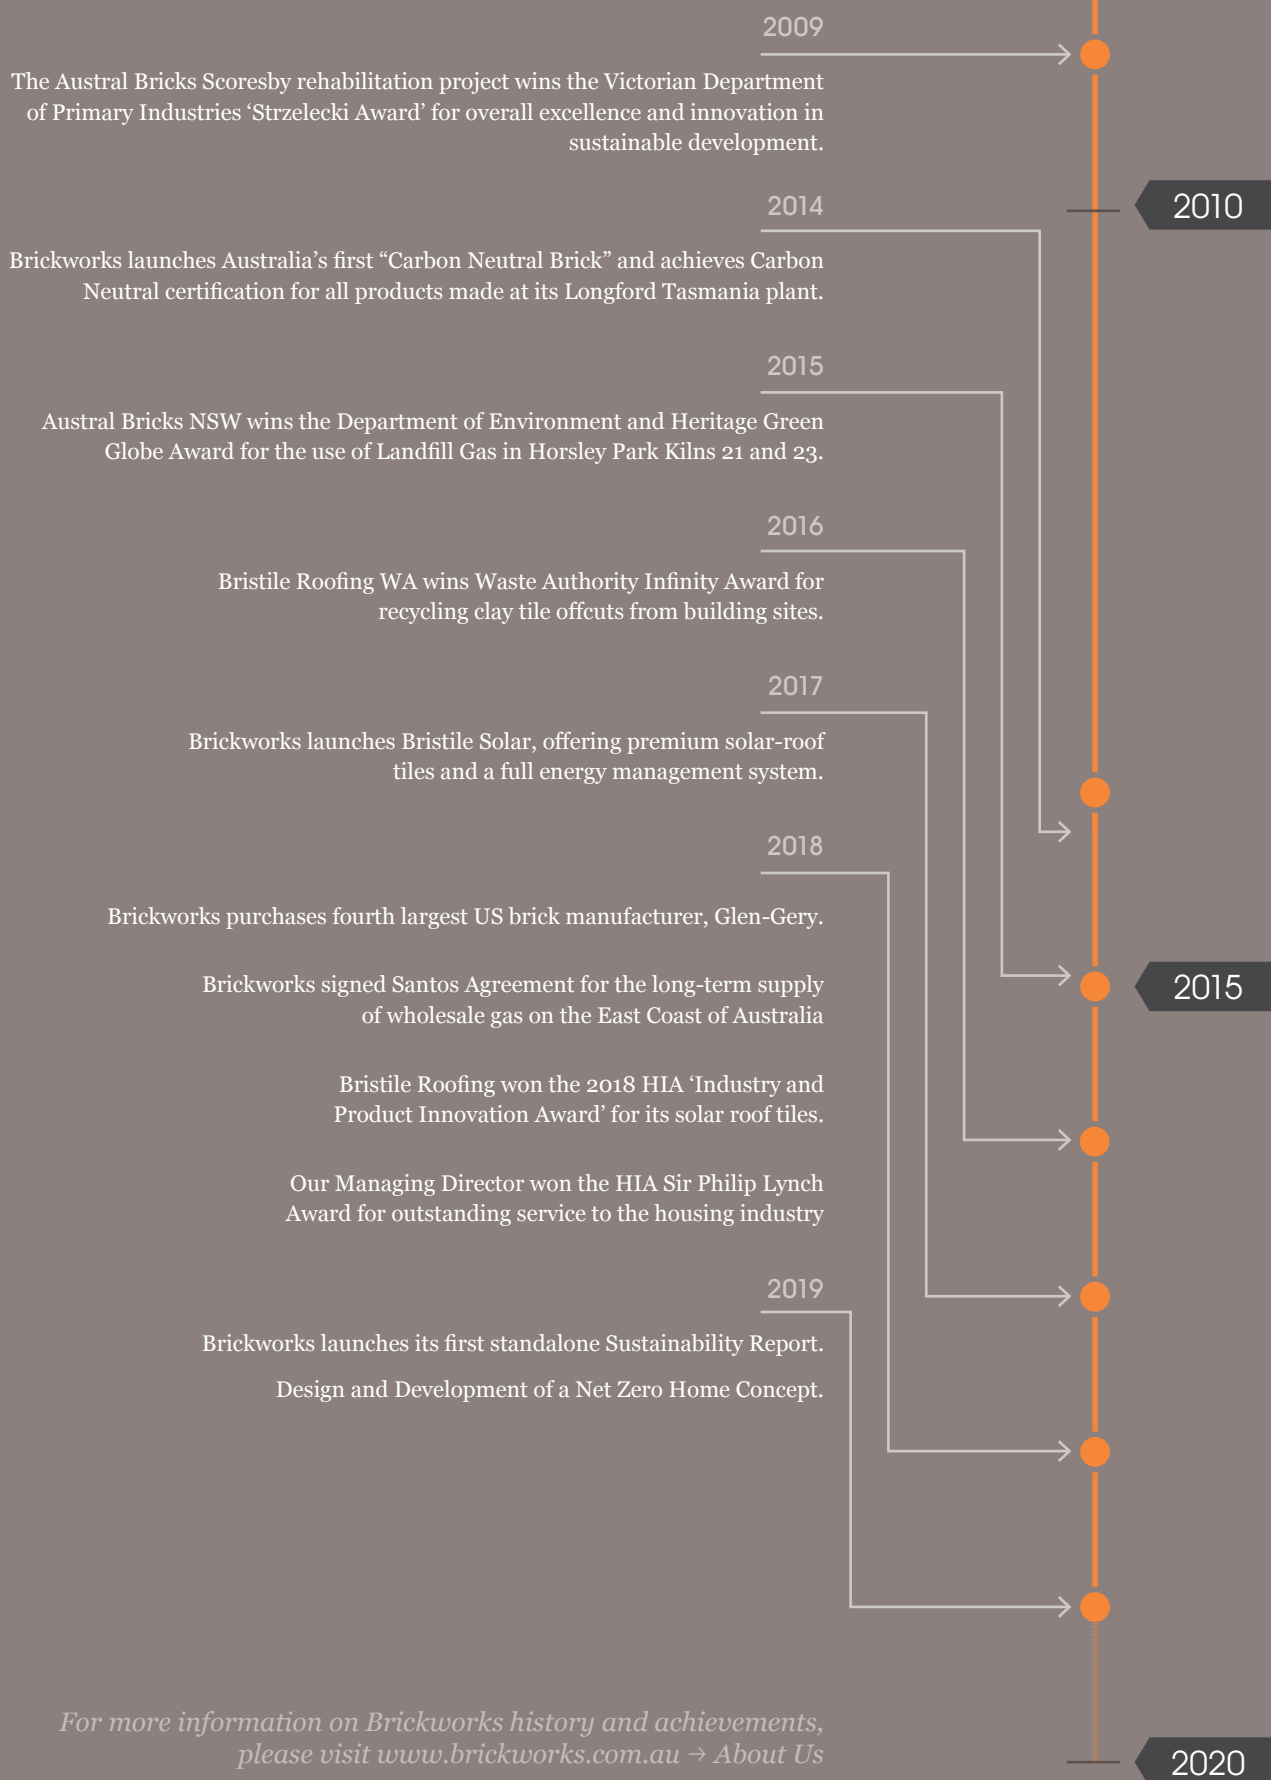 2009
The Austral Bricks Scoresby rehabilitation project wins the Victorian Department
of Primary Industries ‘Strzelecki Award’ for overall excellence and innovation in
sustainable development.
2010
2014
Brickworks launches Australia’s first “Carbon Neutral Brick” and achieves Carbon
Neutral certification for all products made at its Longford Tasmania plant.
2015
Austral Bricks NSW wins the Department of Environment and Heritage Green
Globe Award for the use of Landfill Gas in Horsley Park Kilns 21 and 23.
2016
Bristile Roofing WA wins Waste Authority Infinity Award for
recycling clay tile offcuts from building sites.
2017
Brickworks launches Bristile Solar, offering premium solar-roof
tiles and a full energy management system.
2018
Brickworks purchases fourth largest US brick manufacturer, Glen-Gery.
Brickworks signed Santos Agreement for the long-term supply
of wholesale gas on the East Coast of Australia
2015
Bristile Roofing won the 2018 HIA ‘Industry and
Product Innovation Award’ for its solar roof tiles.
Our Managing Director won the HIA Sir Philip Lynch
Award for outstanding service to the housing industry
2019
Brickworks launches its first standalone Sustainability Report.
Design and Development of a Net Zero Home Concept.
For more information on Brickworks history and achievements,
please visit www.brickworks.com.au → About Us
2020